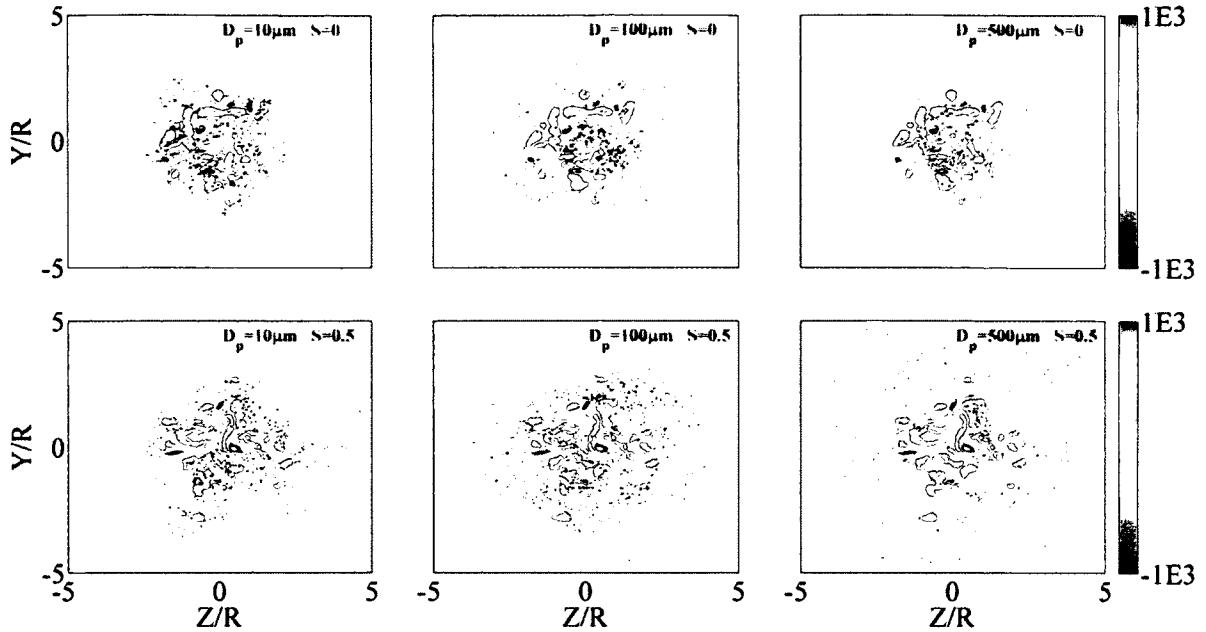 5
0
-5
Y/R
D_p=10μm S=0
D_p=100μm S=0
D_p=500μm S=0
5
5
1E3
-1E3
5
0
-5
Y/R
D_p=10μm S=0.5
D_p=100μm S=0.5
D_p=500μm S=0.5
1E3
-1E3
-5 0 5
Z/R
-5 0 5
Z/R
-5 0 5
Z/R